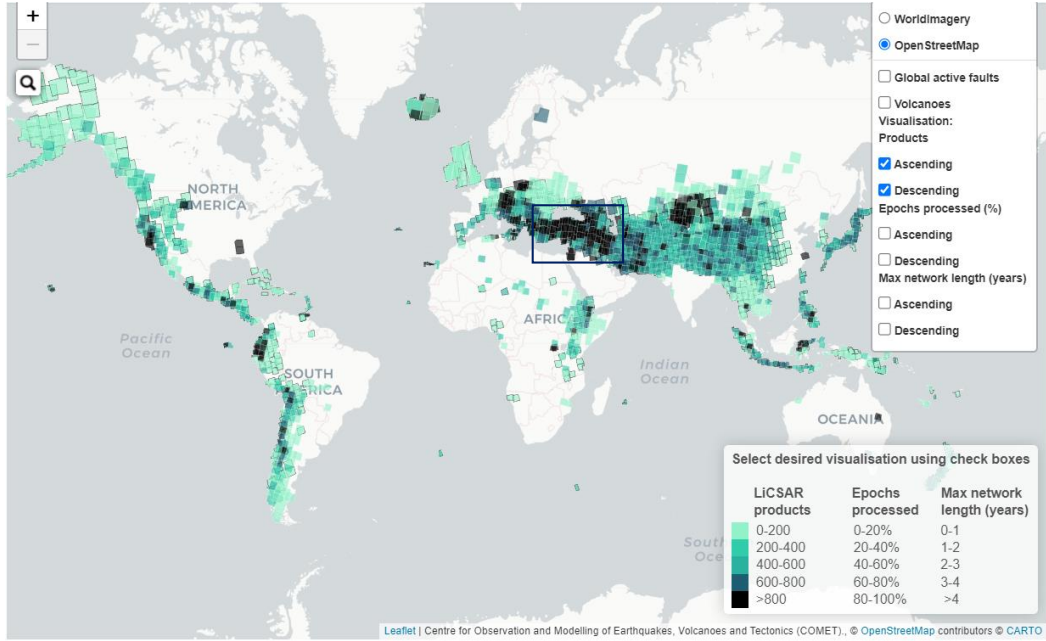 +
−
WorldImagery
OpenStreetMap
Global active faults
Volcanoes
Visualisation:
Products
Ascending
Descending
Epochs processed (%)
Ascending
Descending
Max network length (years)
Ascending
Descending
NORTH
AMERICA
Pacific
Ocean
SOUTH
AFRIC
Indian
Ocean
OCEANIA
Select desired visualisation using check boxes
LiCSAR products Epochs processed Max network length (years)
0-200 0-20% 0-1
200-400 20-40% 1-2
400-600 40-60% 2-3
600-800 60-80% 3-4
>800 80-100% >4
Leaflet | Centre for Observation and Modelling of Earthquakes, Volcanoes and Tectonics (COMET)., © OpenStreetMap contributors © CARTO